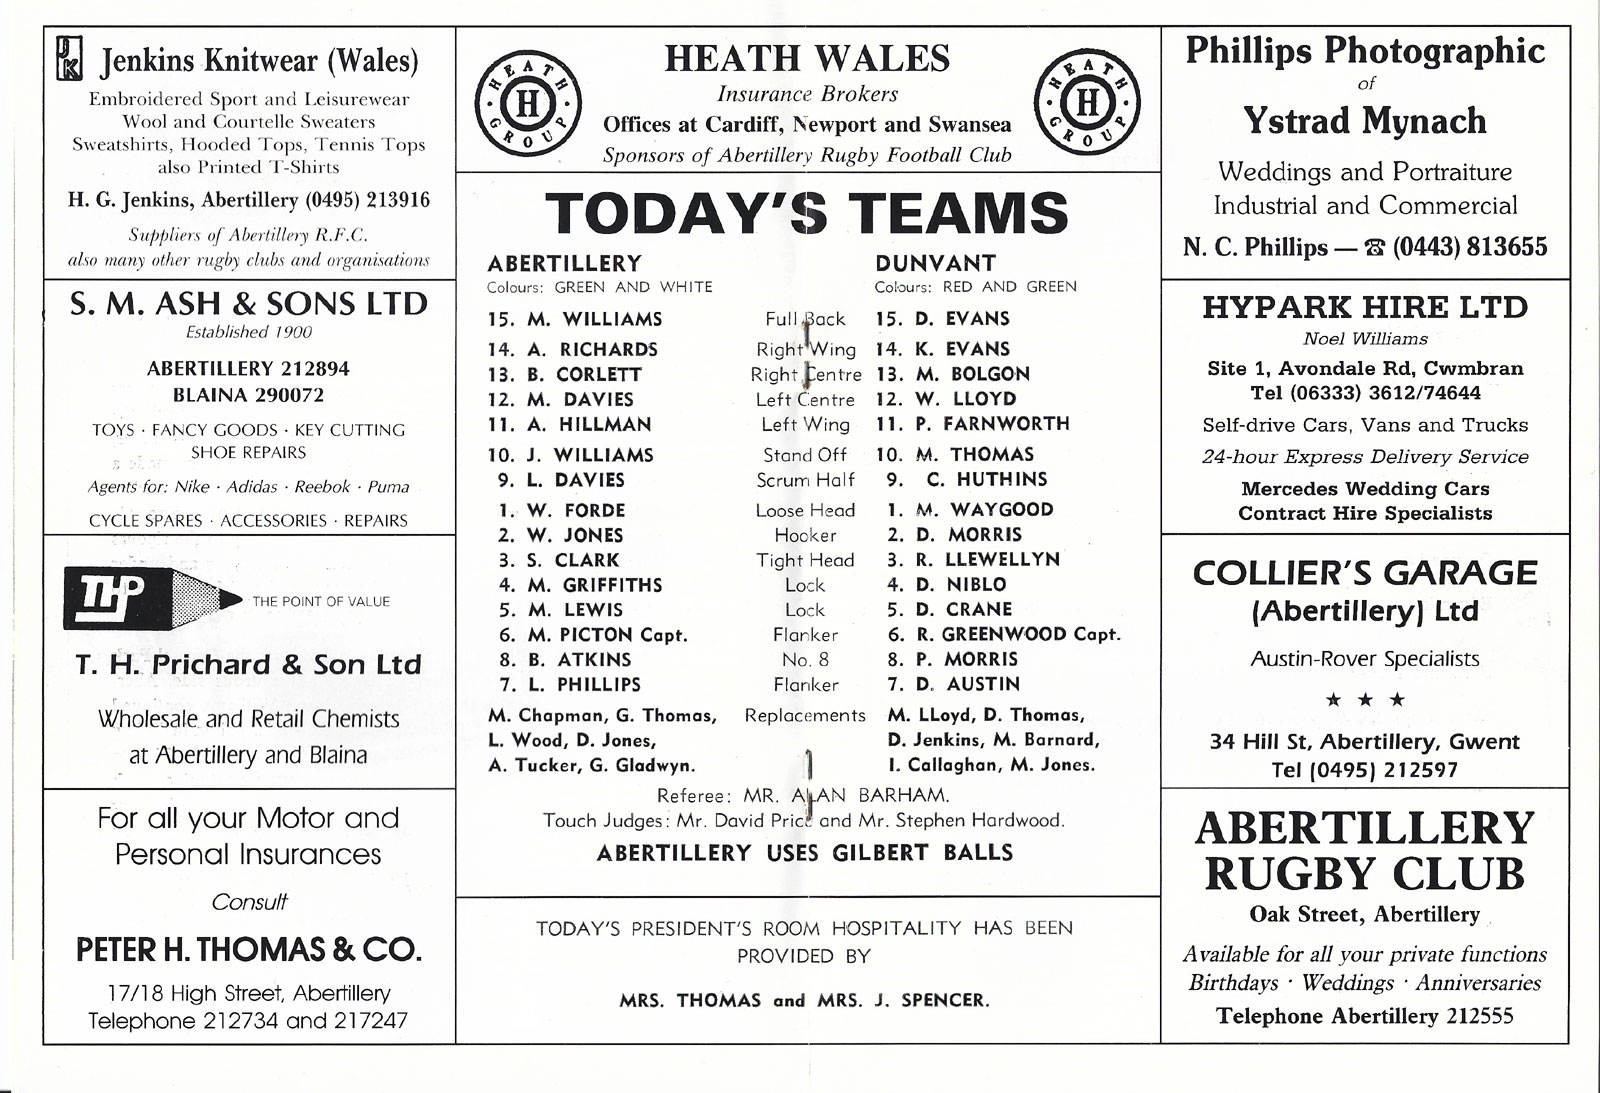 JK
Jenkins Knitwear (Wales)
Embroidered Sport and Leisurewear
Wool and Courtelle Sweaters
Sweatshirts, Hooded Tops, Tennis Tops
also Printed T-Shirts
H. G. Jenkins, Abertillery (0495) 213916
Suppliers of Abertillery R.F.C.
also many other rugby clubs and organisations
S. M. ASH & SONS LTD
Established 1900
ABERTILLERY 212894
BLAINA 290072
TOYS · FANCY GOODS · KEY CUTTING
SHOE REPAIRS
Agents for: Nike · Adidas · Reebok · Puma
CYCLE SPARES · ACCESSORIES · REPAIRS
THP
THE POINT OF VALUE
T. H. Prichard & Son Ltd
Wholesale and Retail Chemists
at Abertillery and Blaina
For all your Motor and
Personal Insurances
Consult
PETER H. THOMAS & CO.
17/18 High Street, Abertillery
Telephone 212734 and 217247
HEATH GROUP H
HEATH WALES
Insurance Brokers
Offices at Cardiff, Newport and Swansea
Sponsors of Abertillery Rugby Football Club
HEATH GROUP H
TODAY'S TEAMS
ABERTILLERY DUNVANT
Colours: GREEN AND WHITE Colours: RED AND GREEN
15. M. WILLIAMS Full Back 15. D. EVANS
14. A. RICHARDS Right Wing 14. K. EVANS
13. B. CORLETT Right Centre 13. M. BOLGON
12. M. DAVIES Left Centre 12. W. LLOYD
11. A. HILLMAN Left Wing 11. P. FARNWORTH
10. J. WILLIAMS Stand Off 10. M. THOMAS
9. L. DAVIES Scrum Half 9. C. HUTHINS
1. W. FORDE Loose Head 1. M. WAYGOOD
2. W. JONES Hooker 2. D. MORRIS
3. S. CLARK Tight Head 3. R. LLEWELLYN
4. M. GRIFFITHS Lock 4. D. NIBLO
5. M. LEWIS Lock 5. D. CRANE
6. M. PICTON Capt. Flanker 6. R. GREENWOOD Capt.
8. B. ATKINS No. 8 8. P. MORRIS
7. L. PHILLIPS Flanker 7. D. AUSTIN
M. Chapman, G. Thomas, Replacements M. LLoyd, D. Thomas,
L. Wood, D. Jones, D. Jenkins, M. Barnard,
A. Tucker, G. Gladwyn. I. Callaghan, M. Jones.
Referee: MR. ALAN BARHAM.
Touch Judges: Mr. David Price and Mr. Stephen Hardwood.
ABERTILLERY USES GILBERT BALLS
TODAY'S PRESIDENT'S ROOM HOSPITALITY HAS BEEN
PROVIDED BY
MRS. THOMAS and MRS. J. SPENCER.
Phillips Photographic
of
Ystrad Mynach
Weddings and Portraiture
Industrial and Commercial
N. C. Phillips — ☎ (0443) 813655
HYPARK HIRE LTD
Noel Williams
Site 1, Avondale Rd, Cwmbran
Tel (06333) 3612/74644
Self-drive Cars, Vans and Trucks
24-hour Express Delivery Service
Mercedes Wedding Cars
Contract Hire Specialists
COLLIER'S GARAGE
(Abertillery) Ltd
Austin-Rover Specialists
★ ★ ★
34 Hill St, Abertillery, Gwent
Tel (0495) 212597
ABERTILLERY
RUGBY CLUB
Oak Street, Abertillery
Available for all your private functions
Birthdays · Weddings · Anniversaries
Telephone Abertillery 212555